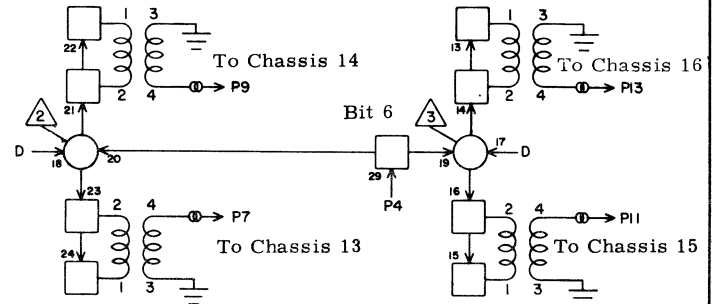 1 3
22
To Chassis 14
2 4
P9
21
2
D
18
20
Bit 6
29
P4
1 3
13
To Chassis 16
2 4
P13
14
3
19
17
D
23
2 4
P7
To Chassis 13
24
1 3
16
2 4
P11
To Chassis 15
15
1 3